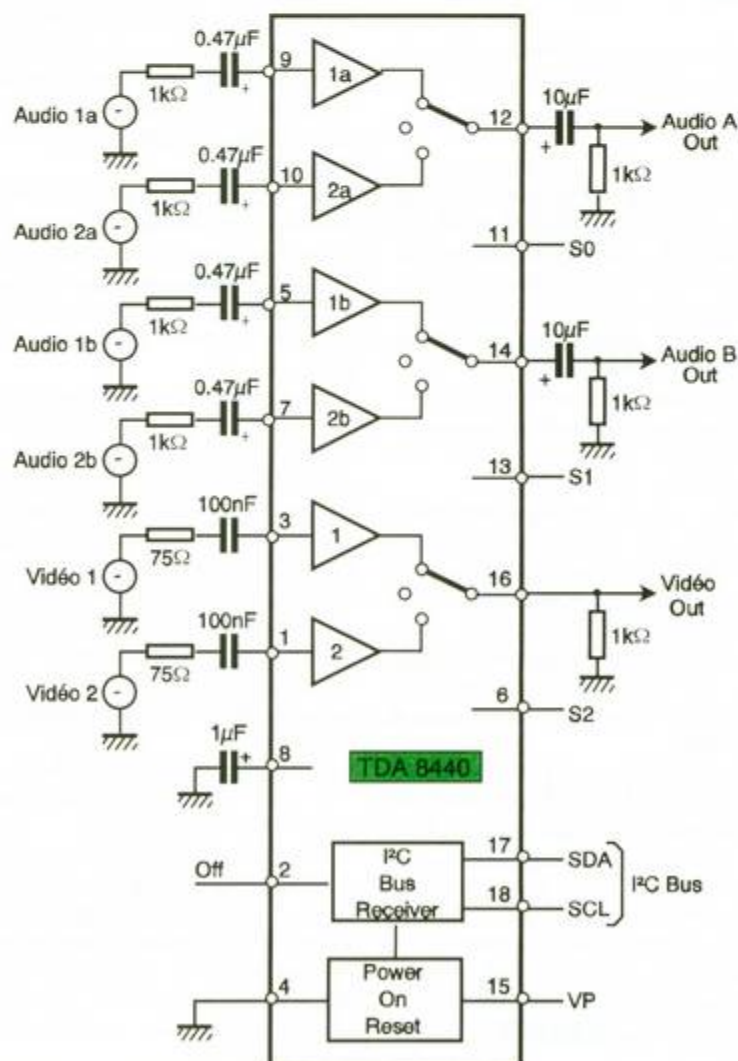 0.47µF
9
1kΩ
+
Audio 1a
1a
12
10µF
+
Audio A
Out
1kΩ
0.47µF
10
1kΩ
+
Audio 2a
2a
11
S0
0.47µF
5
1kΩ
+
Audio 1b
1b
14
10µF
+
Audio B
Out
1kΩ
0.47µF
7
1kΩ
+
Audio 2b
2b
13
S1
100nF
3
75Ω
Vidéo 1
1
16
Vidéo
Out
1kΩ
100nF
1
75Ω
Vidéo 2
2
6
S2
1µF
+
8
TDA 8440
Off
2
I²C
Bus
Receiver
17
SDA
18
SCL
I²C Bus
4
Power
On
Reset
15
VP